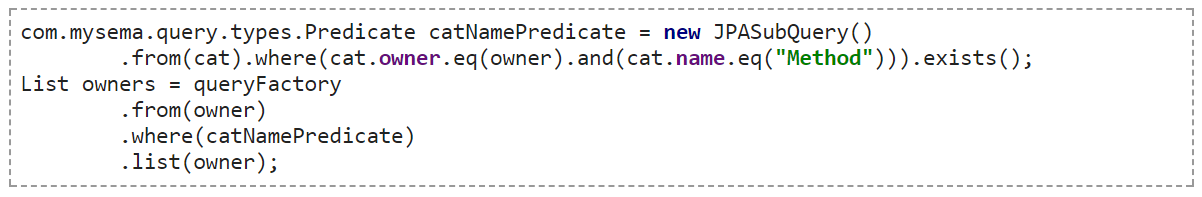 com.mysema.query.types.Predicate catNamePredicate = new JPASubQuery()
        .from(cat).where(cat.owner.eq(owner).and(cat.name.eq("Method"))).exists();
List owners = queryFactory
        .from(owner)
        .where(catNamePredicate)
        .list(owner);